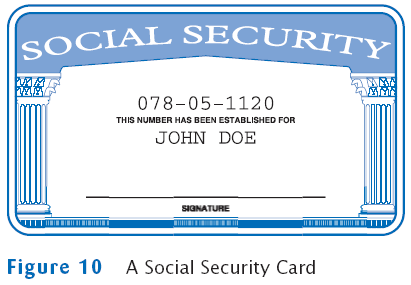 SOCIAL SECURITY
078-05-1120
THIS NUMBER HAS BEEN ESTABLISHED FOR
JOHN DOE
SIGNATURE
Figure 10 A Social Security Card